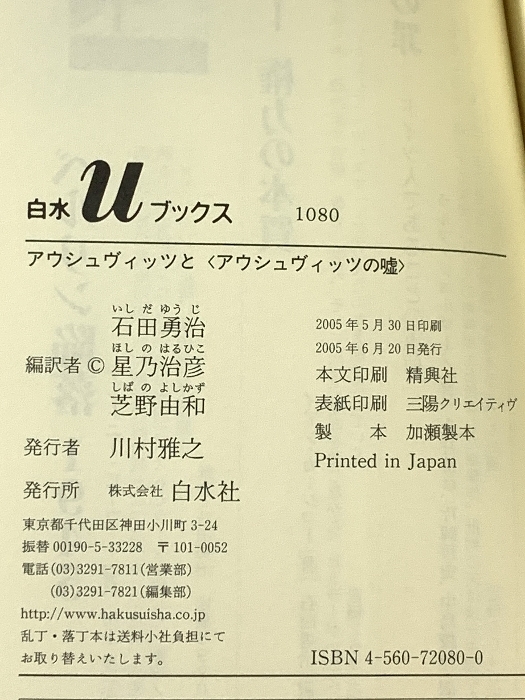 白水uブックス 1080
アウシュヴィッツと〈アウシュヴィッツの嘘〉
いしだゆうじ
石田勇治
ほしのはるひこ
編訳者 © 星乃治彦
しばのよしかず
芝野由和
発行者 川村雅之
発行所 株式会社 白水社
東京都千代田区神田小川町3-24
振替 00190-5-33228 〒101-0052
電話 (03)3291-7811(営業部)
(03)3291-7821(編集部)
http://www.hakusuisha.co.jp
乱丁・落丁本は送料小社負担にて
お取り替えいたします。
2005年5月30日印刷
2005年6月20日発行
本文印刷 精興社
表紙印刷 三陽クリエイティヴ
製本 加瀬製本
Printed in Japan
ISBN 4-560-72080-0